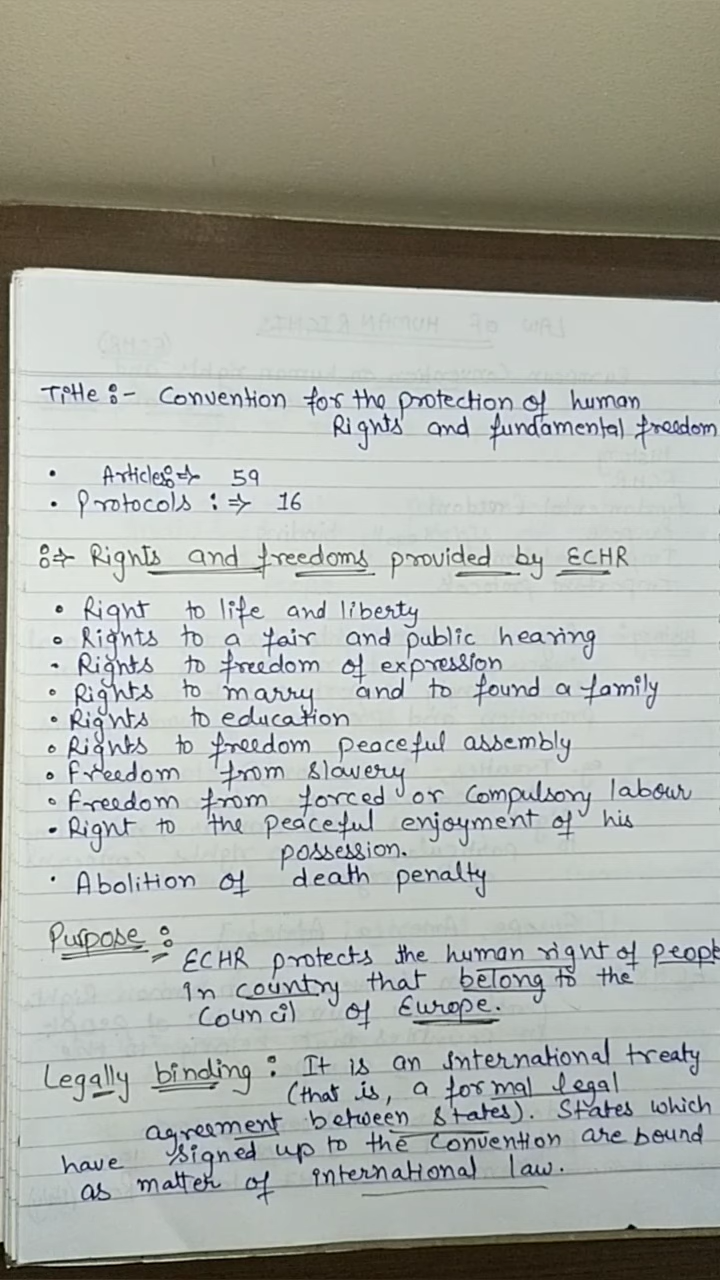 Title :- Convention for the protection of human
Rights and fundamental freedom
• Articles :⇒ 59
• Protocols :⇒ 16
:⇒ Rights and freedoms provided by ECHR
• Right to life and liberty
• Rights to a fair and public hearing
• Rights to freedom of expression
• Rights to marry and to found a family
• Rights to education
• Rights to freedom peaceful assembly
• Freedom from slavery
• Freedom from forced or compulsory labour
• Right to the peaceful enjoyment of his
possession.
• Abolition of death penalty
Purpose :
ECHR protects the human right of peopl
in country that belong to the
Council of Europe.
Legally binding : It is an international treaty
(that is, a formal legal
agreement between states). States which
have signed up to the convention are bound
as matter of international law.
LAW OF HUMAN RIGHTS
(ECHR)